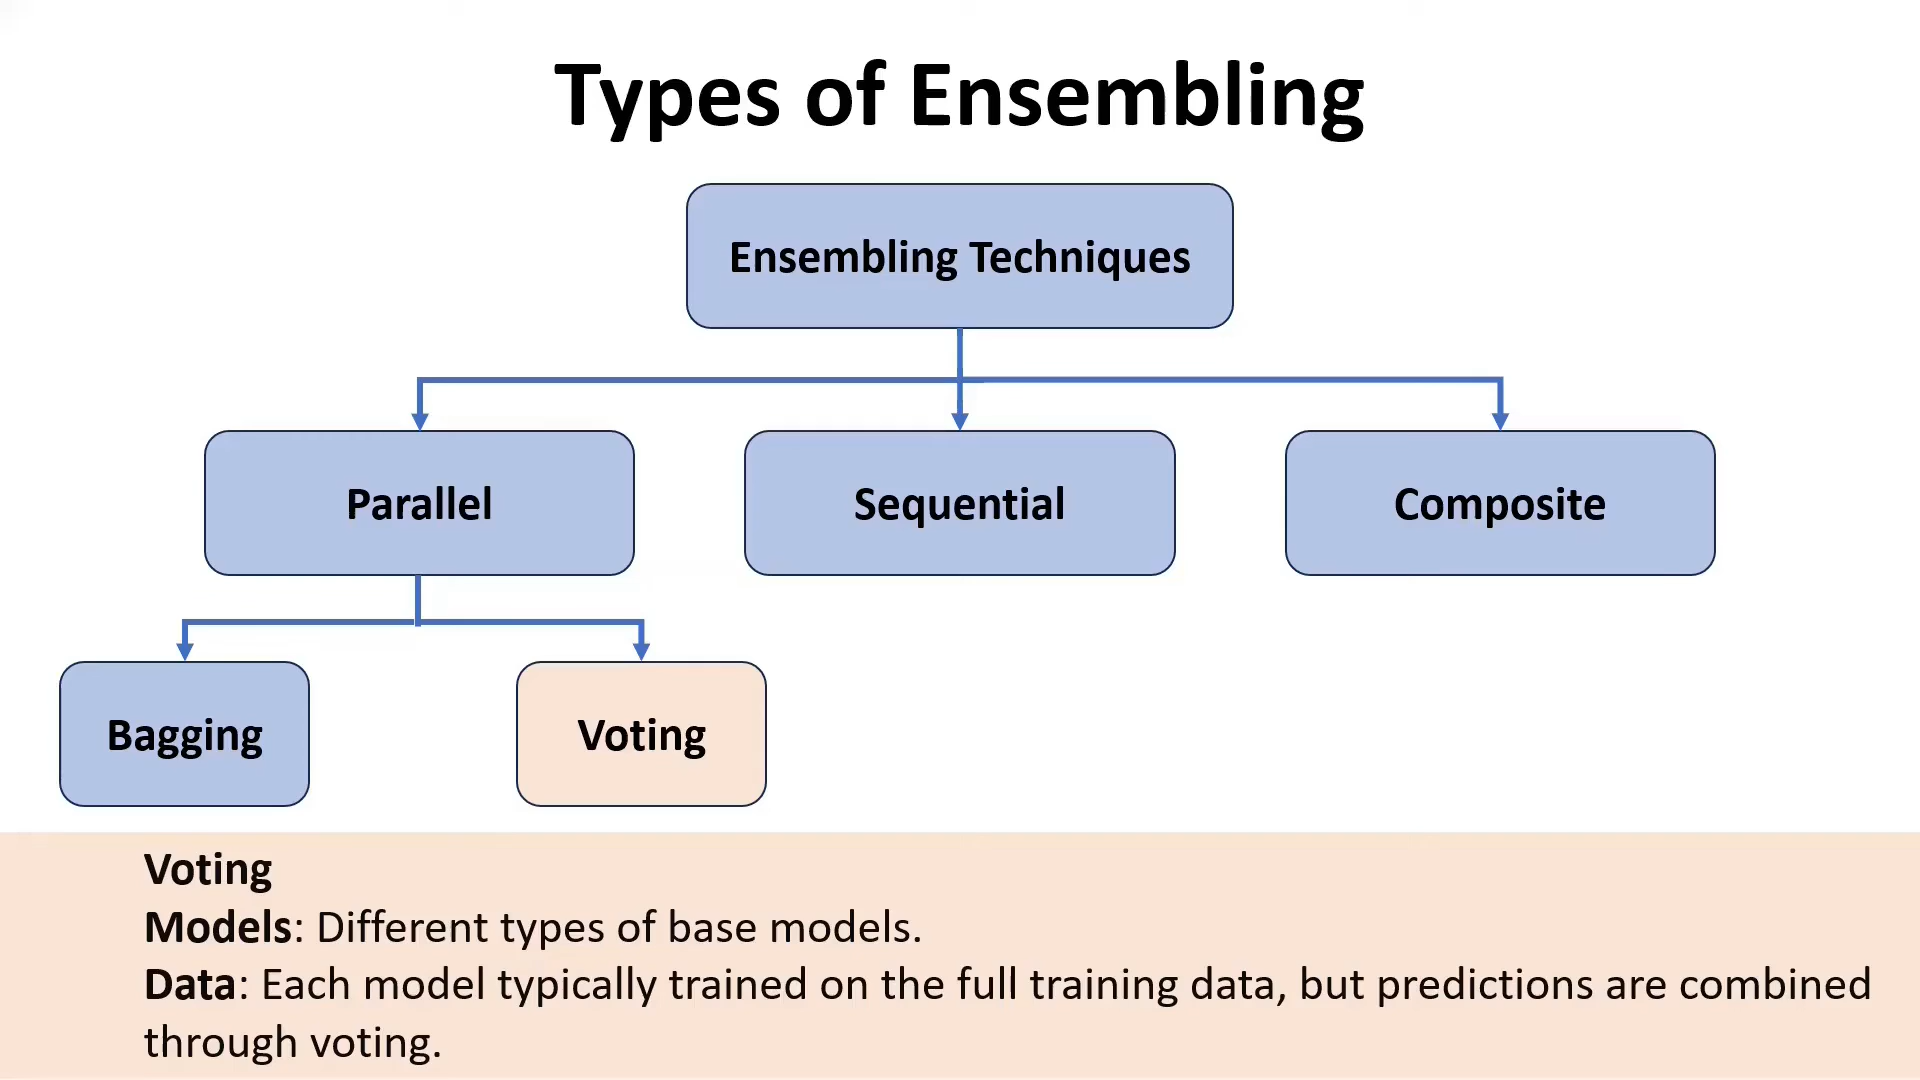 Types of Ensembling
Ensembling Techniques
Parallel
Sequential
Composite
Bagging
Voting
Voting
Models: Different types of base models.
Data: Each model typically trained on the full training data, but predictions are combined
through voting.